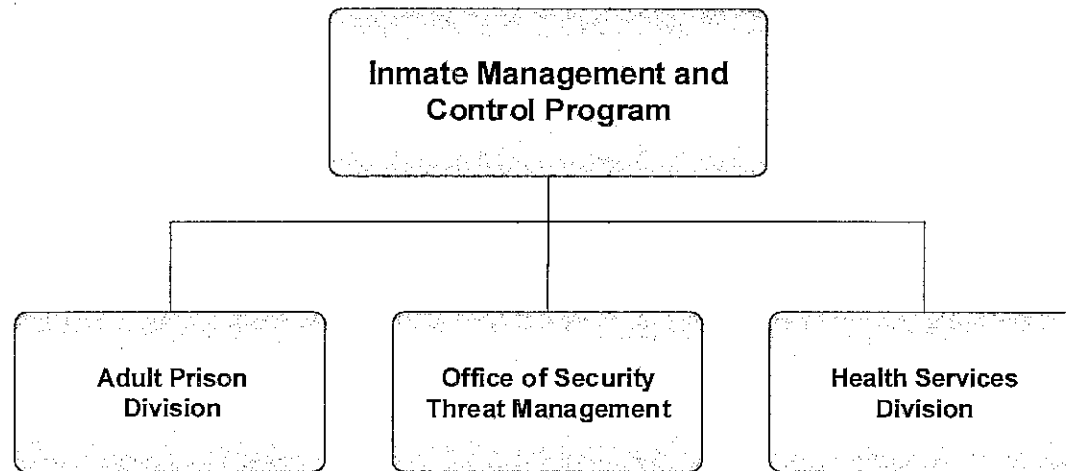 Inmate Management and
Control Program
Adult Prison
Division
Office of Security
Threat Management
Health Services
Division